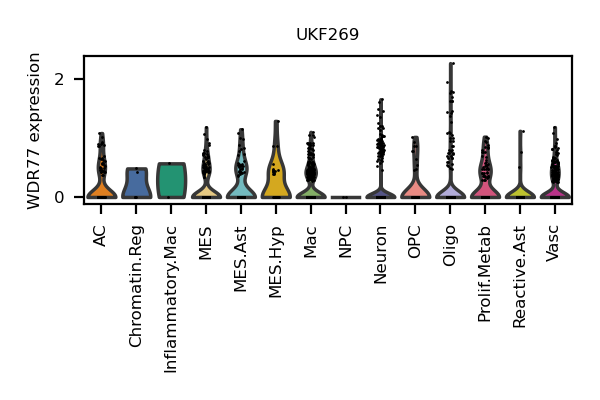 UKF269
WDR77 expression
2
0
AC
Chromatin.Reg
Inflammatory.Mac
MES
MES.Ast
MES.Hyp
Mac
NPC
Neuron
OPC
Oligo
Prolif.Metab
Reactive.Ast
Vasc